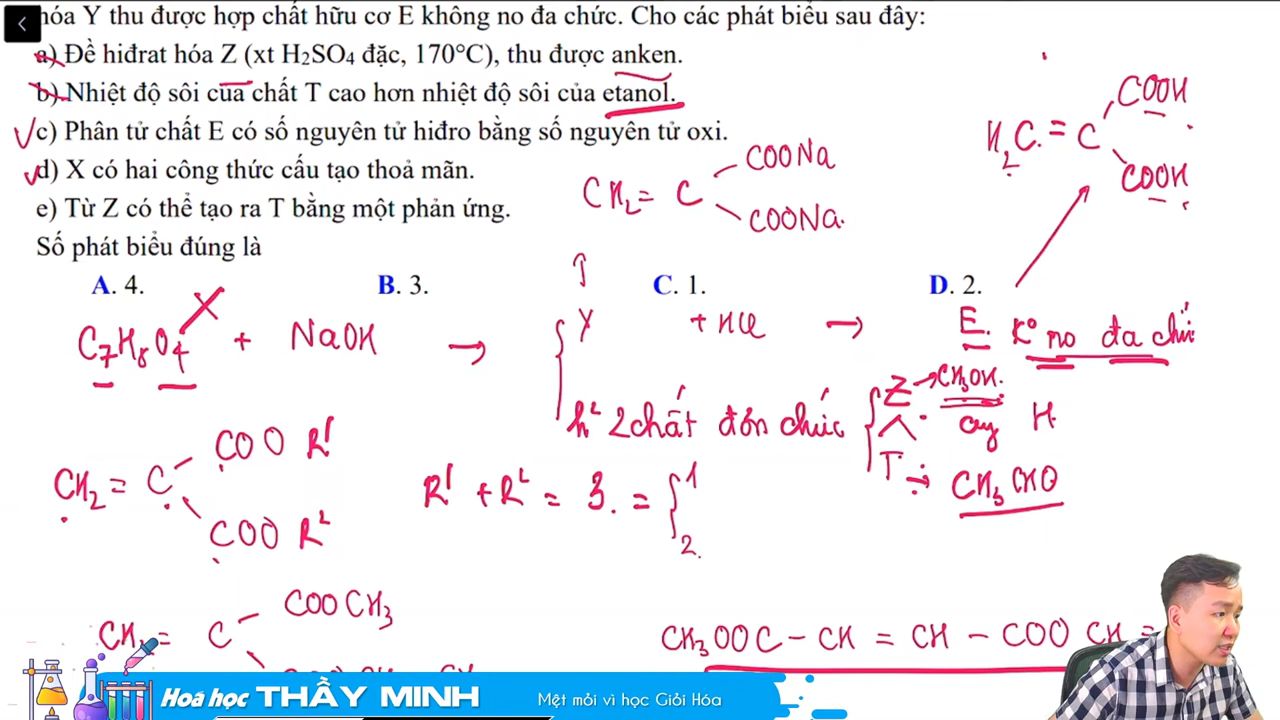 hóa Y thu được hợp chất hữu cơ E không no đa chức. Cho các phát biểu sau đây:
a) Đề hiđrat hóa Z (xt H₂SO₄ đặc, 170°C), thu được anken.
b) Nhiệt độ sôi của chất T cao hơn nhiệt độ sôi của etanol.
c) Phân tử chất E có số nguyên tử hiđro bằng số nguyên tử oxi.
d) X có hai công thức cấu tạo thoả mãn.
e) Từ Z có thể tạo ra T bằng một phản ứng.
Số phát biểu đúng là
A. 4. B. 3. C. 1. D. 2.
H₂C = C
COOH
COOH
CH₂ = C
COONa
COONa
X
C₇H₈O₄ + NaOH →
Y + HCl → E. K° no đa chức
h² 2 chất đơn chức
Z → CH₃OH.
T → CH₃CHO
CH₂ = C
COO R¹
COO R²
R¹ + R² = 3. =
1
2.
CH₂ = C
COOCH₃
CH₃OOC – CH = CH – COO CH =
Hoá học THẦY MINH
Mệt mỏi vì học Giỏi Hóa